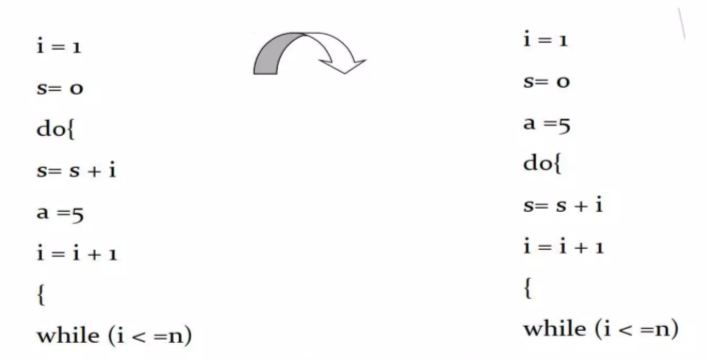 i = 1
s= 0
do{
s= s + i
a =5
i = i + 1
{
while (i < =n)
i = 1
s= 0
a =5
do{
s= s + i
i = i + 1
{
while (i < =n)